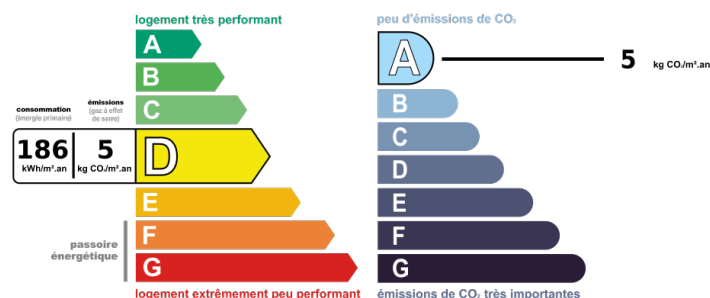 logement très performant
A
B
C
consommation
(énergie primaire)
émissions
(gaz à effet
de serre)
186
kWh/m².an
5
kg CO₂/m².an
D
E
F
G
passoire
énergétique
logement extrêmement peu performant
peu d'émissions de CO₂
A
5
kg CO₂/m².an
B
C
D
E
F
G
émissions de CO₂ très importantes